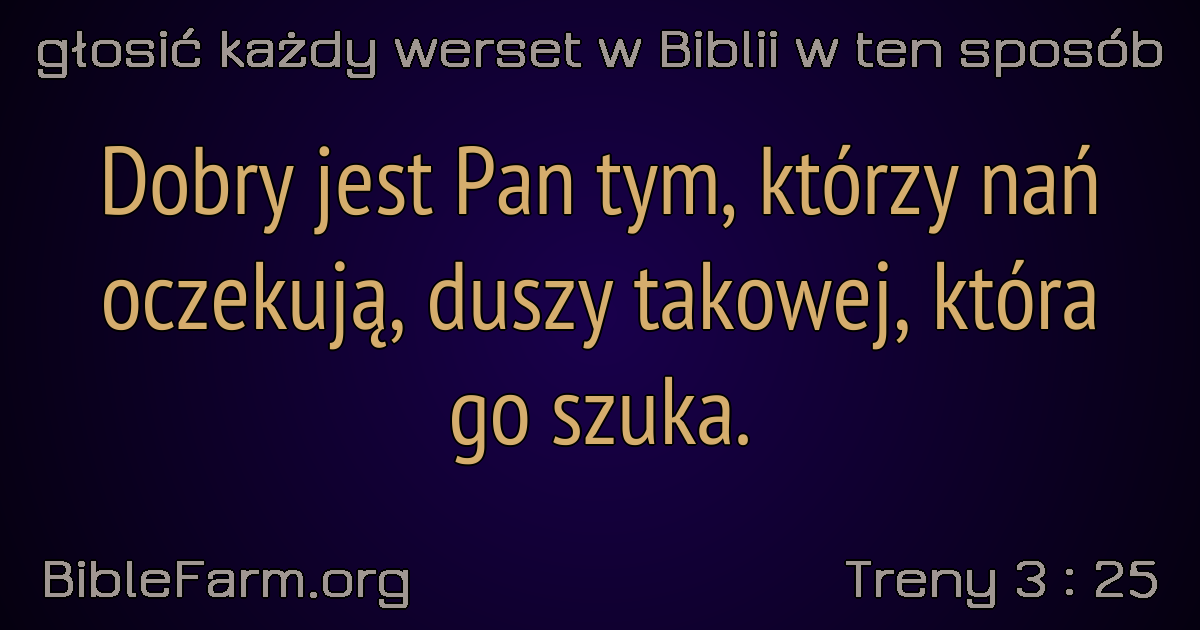 głosić każdy werset w Biblii w ten sposób
Dobry jest Pan tym, którzy nań
oczekują, duszy takowej, która
go szuka.
BibleFarm.org
Treny 3 : 25